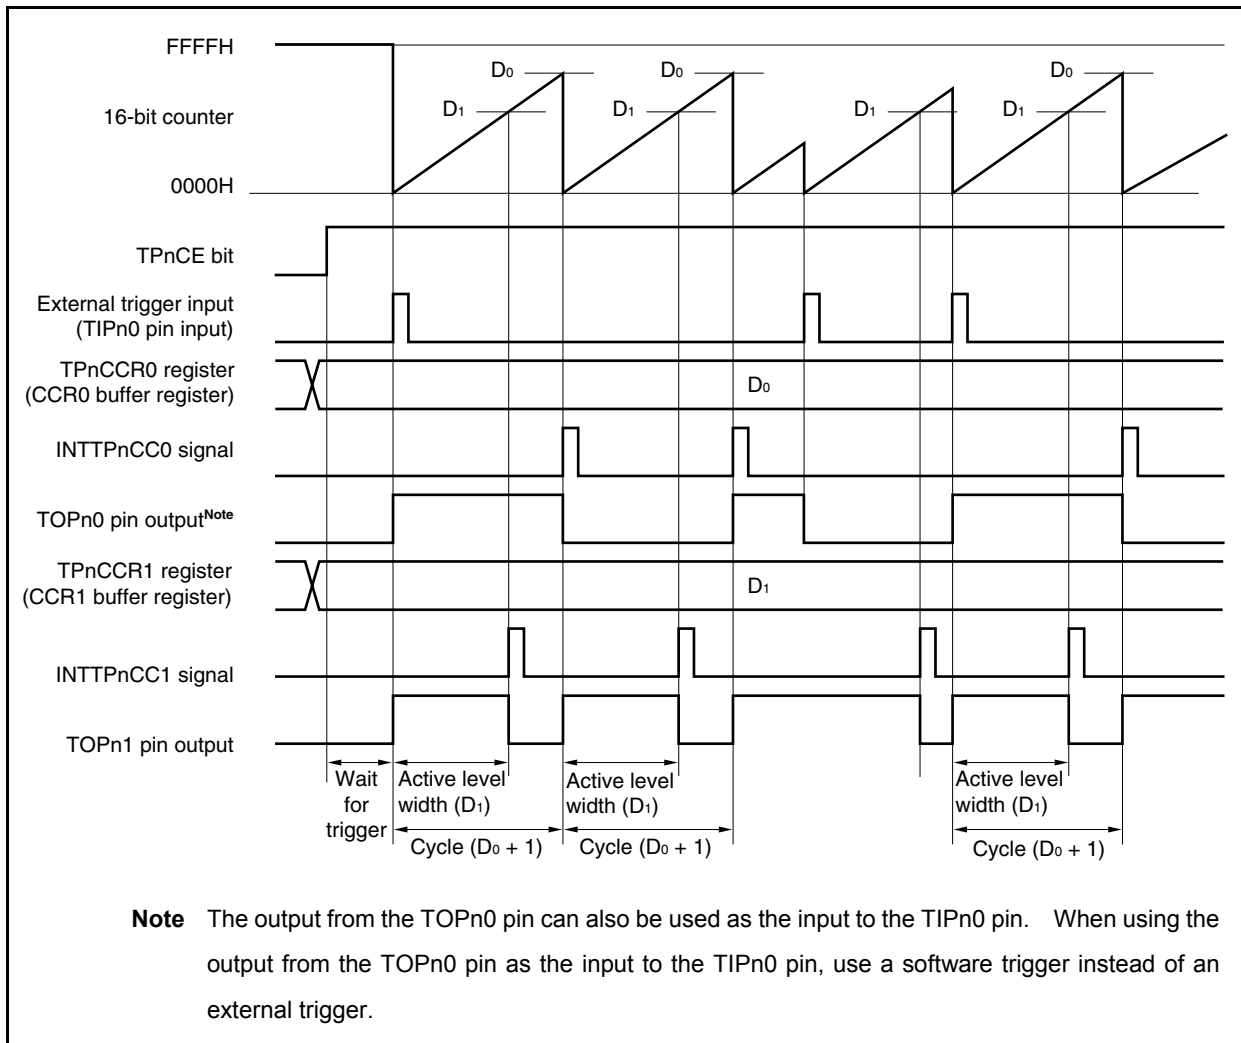 FFFFH
D0 D0 D0
D1 D1 D1 D1
16-bit counter
0000H
TPnCE bit
External trigger input
(TIPn0 pin input)
TPnCCR0 register
(CCR0 buffer register)
D0
INTTPnCC0 signal
TOPn0 pin outputNote
TPnCCR1 register
(CCR1 buffer register)
D1
INTTPnCC1 signal
TOPn1 pin output
Wait
for
trigger
Active level
width (D1)
Cycle (D0 + 1)
Active level
width (D1)
Cycle (D0 + 1)
Active level
width (D1)
Cycle (D0 + 1)
Note The output from the TOPn0 pin can also be used as the input to the TIPn0 pin. When using the
output from the TOPn0 pin as the input to the TIPn0 pin, use a software trigger instead of an
external trigger.